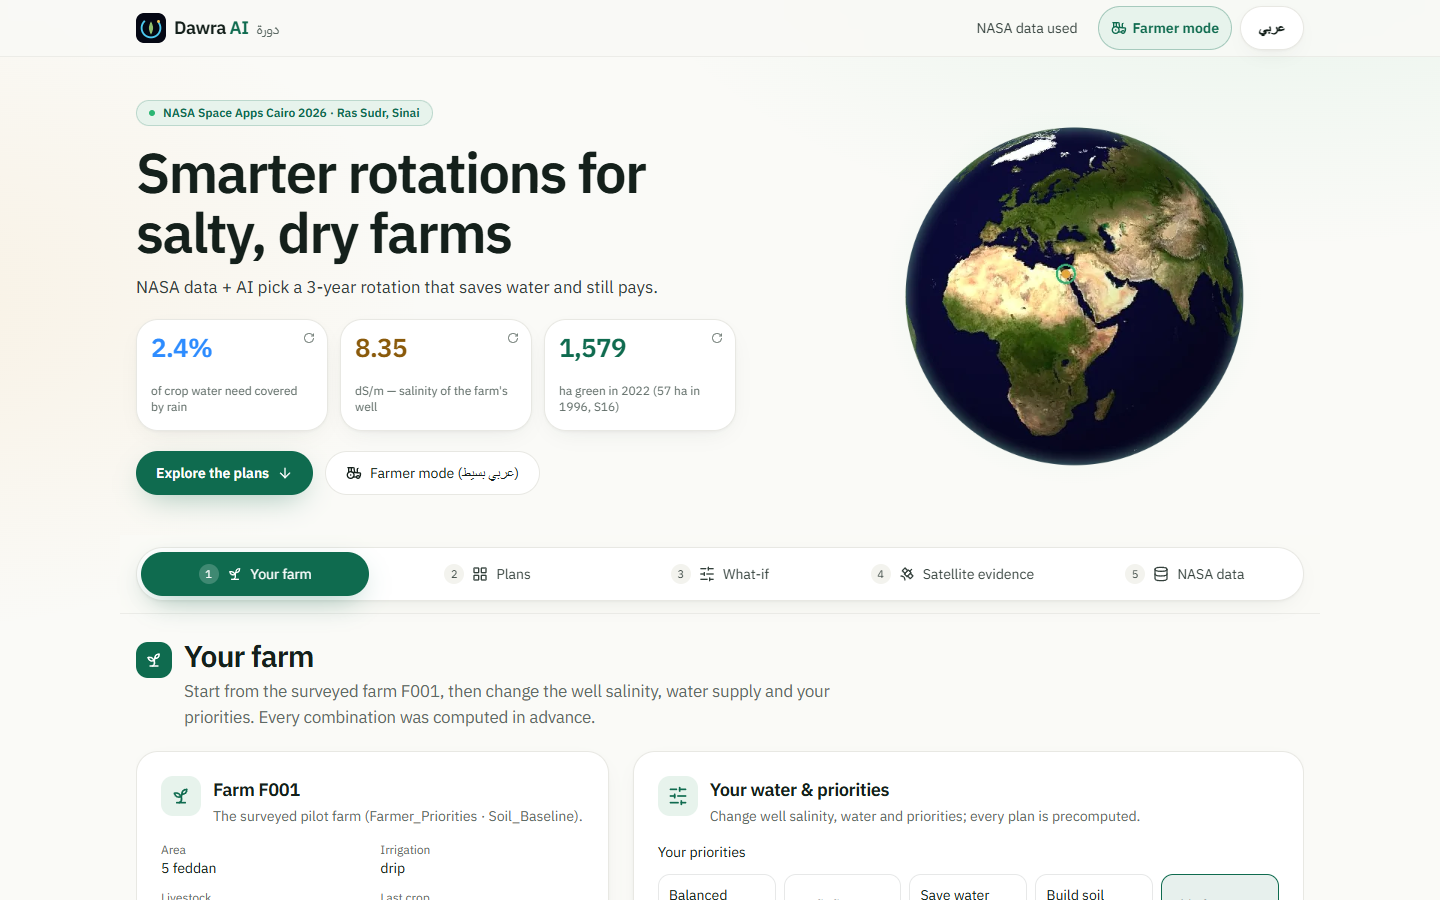 Dawra AI دورة
NASA data used
Farmer mode
عربي
NASA Space Apps Cairo 2026 · Ras Sudr, Sinai
Smarter rotations for
salty, dry farms
NASA data + AI pick a 3-year rotation that saves water and still pays.
2.4%
of crop water need covered
by rain
8.35
dS/m — salinity of the farm's
well
1,579
ha green in 2022 (57 ha in
1996, S16)
Explore the plans
Farmer mode (عربي بسيط)
1 Your farm
2 Plans
3 What-if
4 Satellite evidence
5 NASA data
Your farm
Start from the surveyed farm F001, then change the well salinity, water supply and your
priorities. Every combination was computed in advance.
Farm F001
The surveyed pilot farm (Farmer_Priorities · Soil_Baseline).
Area
5 feddan
Irrigation
drip
Livestock
Last crop
Your water & priorities
Change well salinity, water and priorities; every plan is precomputed.
Your priorities
Balanced
Save water
Build soil